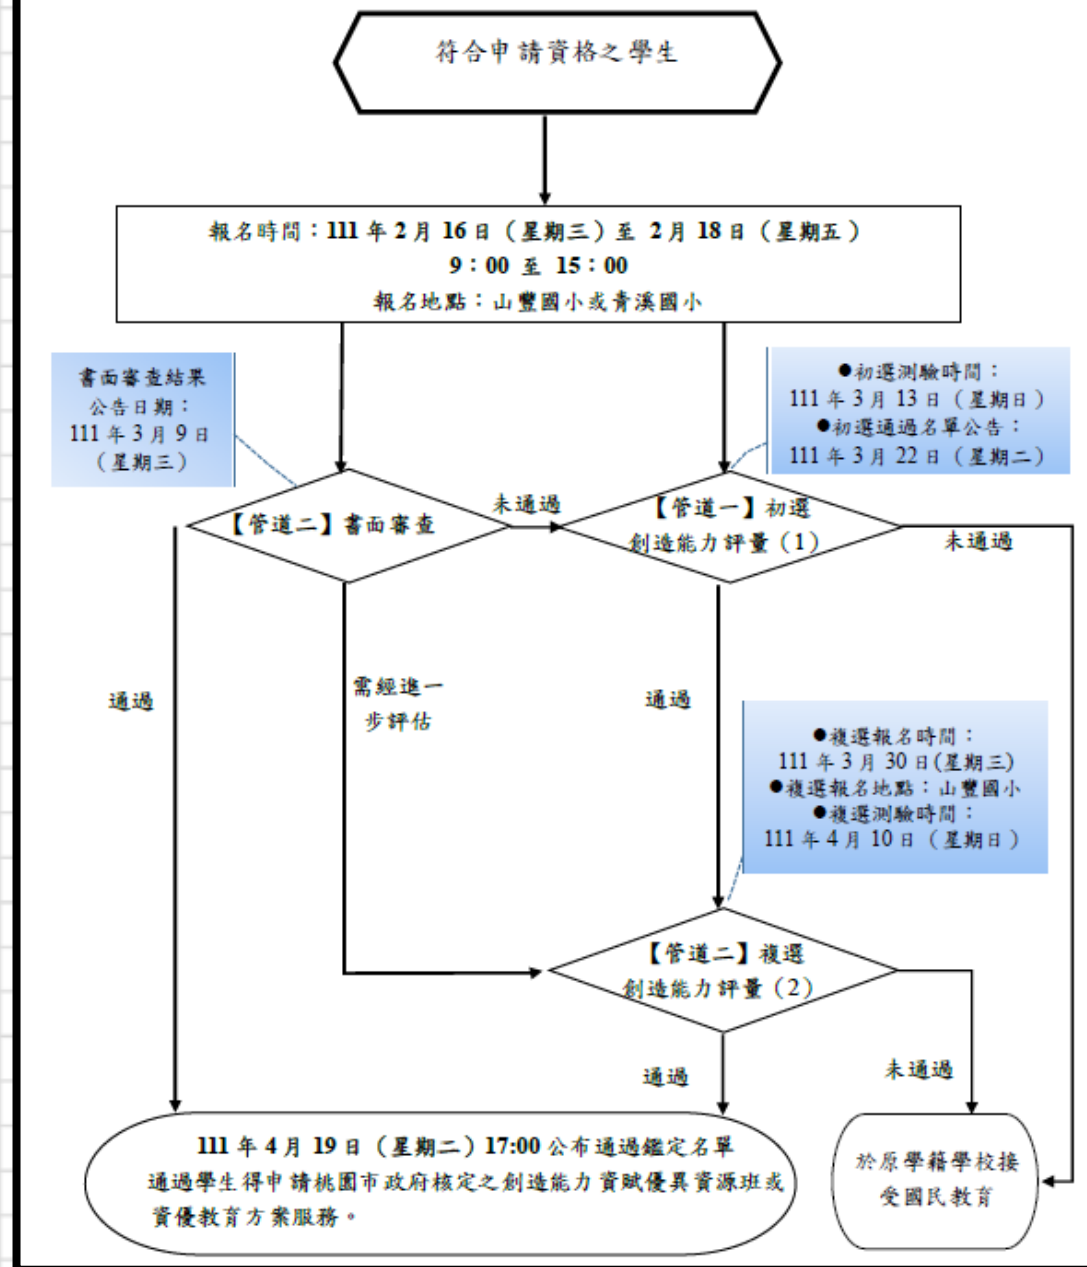 符合申請資格之學生
報名時間：111 年 2 月 16 日（星期三）至 2 月 18 日（星期五）
9：00 至 15：00
報名地點：山豐國小或青溪國小
書面審查結果
公告日期：
111 年 3 月 9 日
（星期三）
●初選測驗時間：
111 年 3 月 13 日（星期日）
●初選通過名單公告：
111 年 3 月 22 日（星期二）
【管道二】書面審查
未通過
【管道一】初選
創造能力評量（1）
未通過
通過
需經進一
步評估
通過
●複選報名時間：
111 年 3 月 30 日(星期三)
●複選報名地點：山豐國小
●複選測驗時間：
111 年 4 月 10 日（星期日）
【管道二】複選
創造能力評量（2）
通過
未通過
111 年 4 月 19 日（星期二）17:00 公布通過鑑定名單
通過學生得申請桃園市政府核定之創造能力資賦優異資源班或
資優教育方案服務。
於原學籍學校接
受國民教育